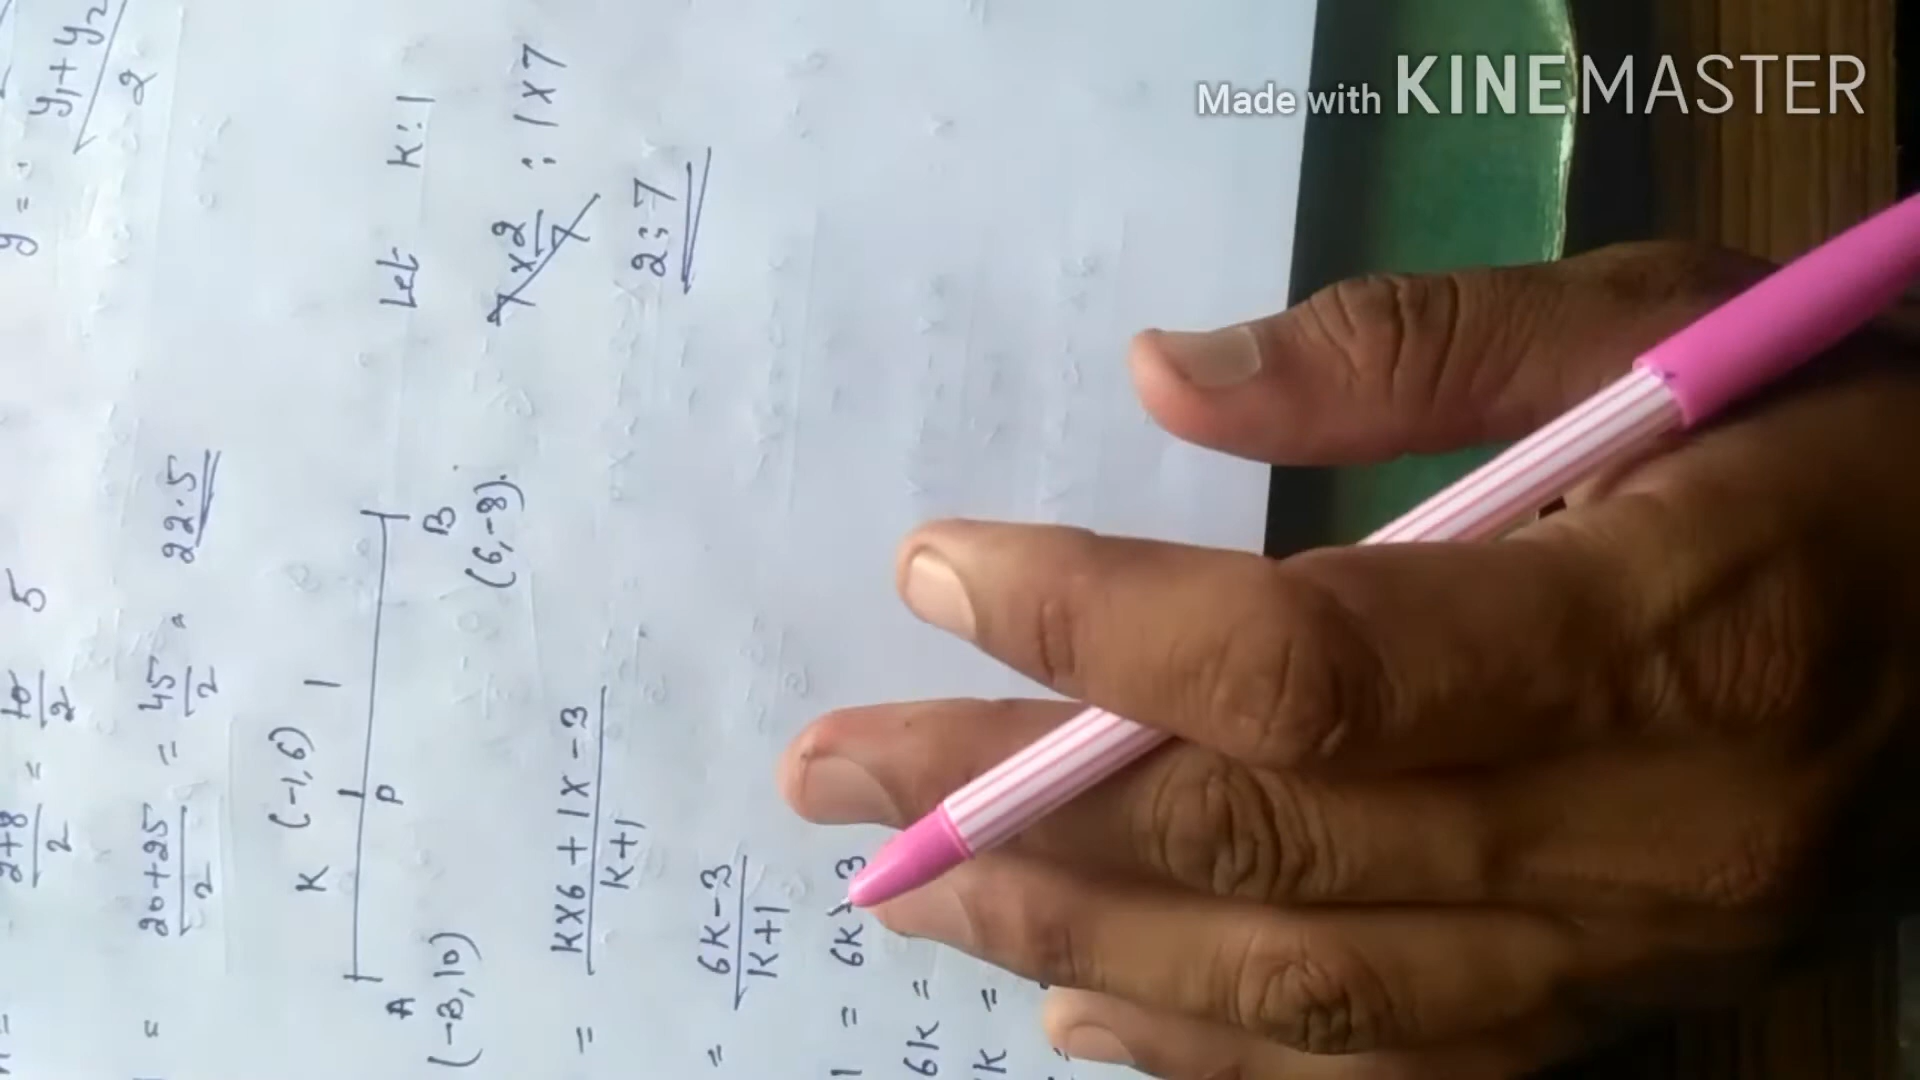 Made with KINEMASTER
y = y₁+y₂ / 2
2+8 / 2 = 10 / 2 = 5
= 20+25 / 2 = 45 / 2 = 22.5
K (-1,6) 1
P
A B
(-3,10) (6,-8).
Let K:1
7 x 2/7 : 1 x 7
2:7
= Kx6 + 1x-3 / K+1
= 6K-3 / K+1
1 = 6K-3
6K =
K =